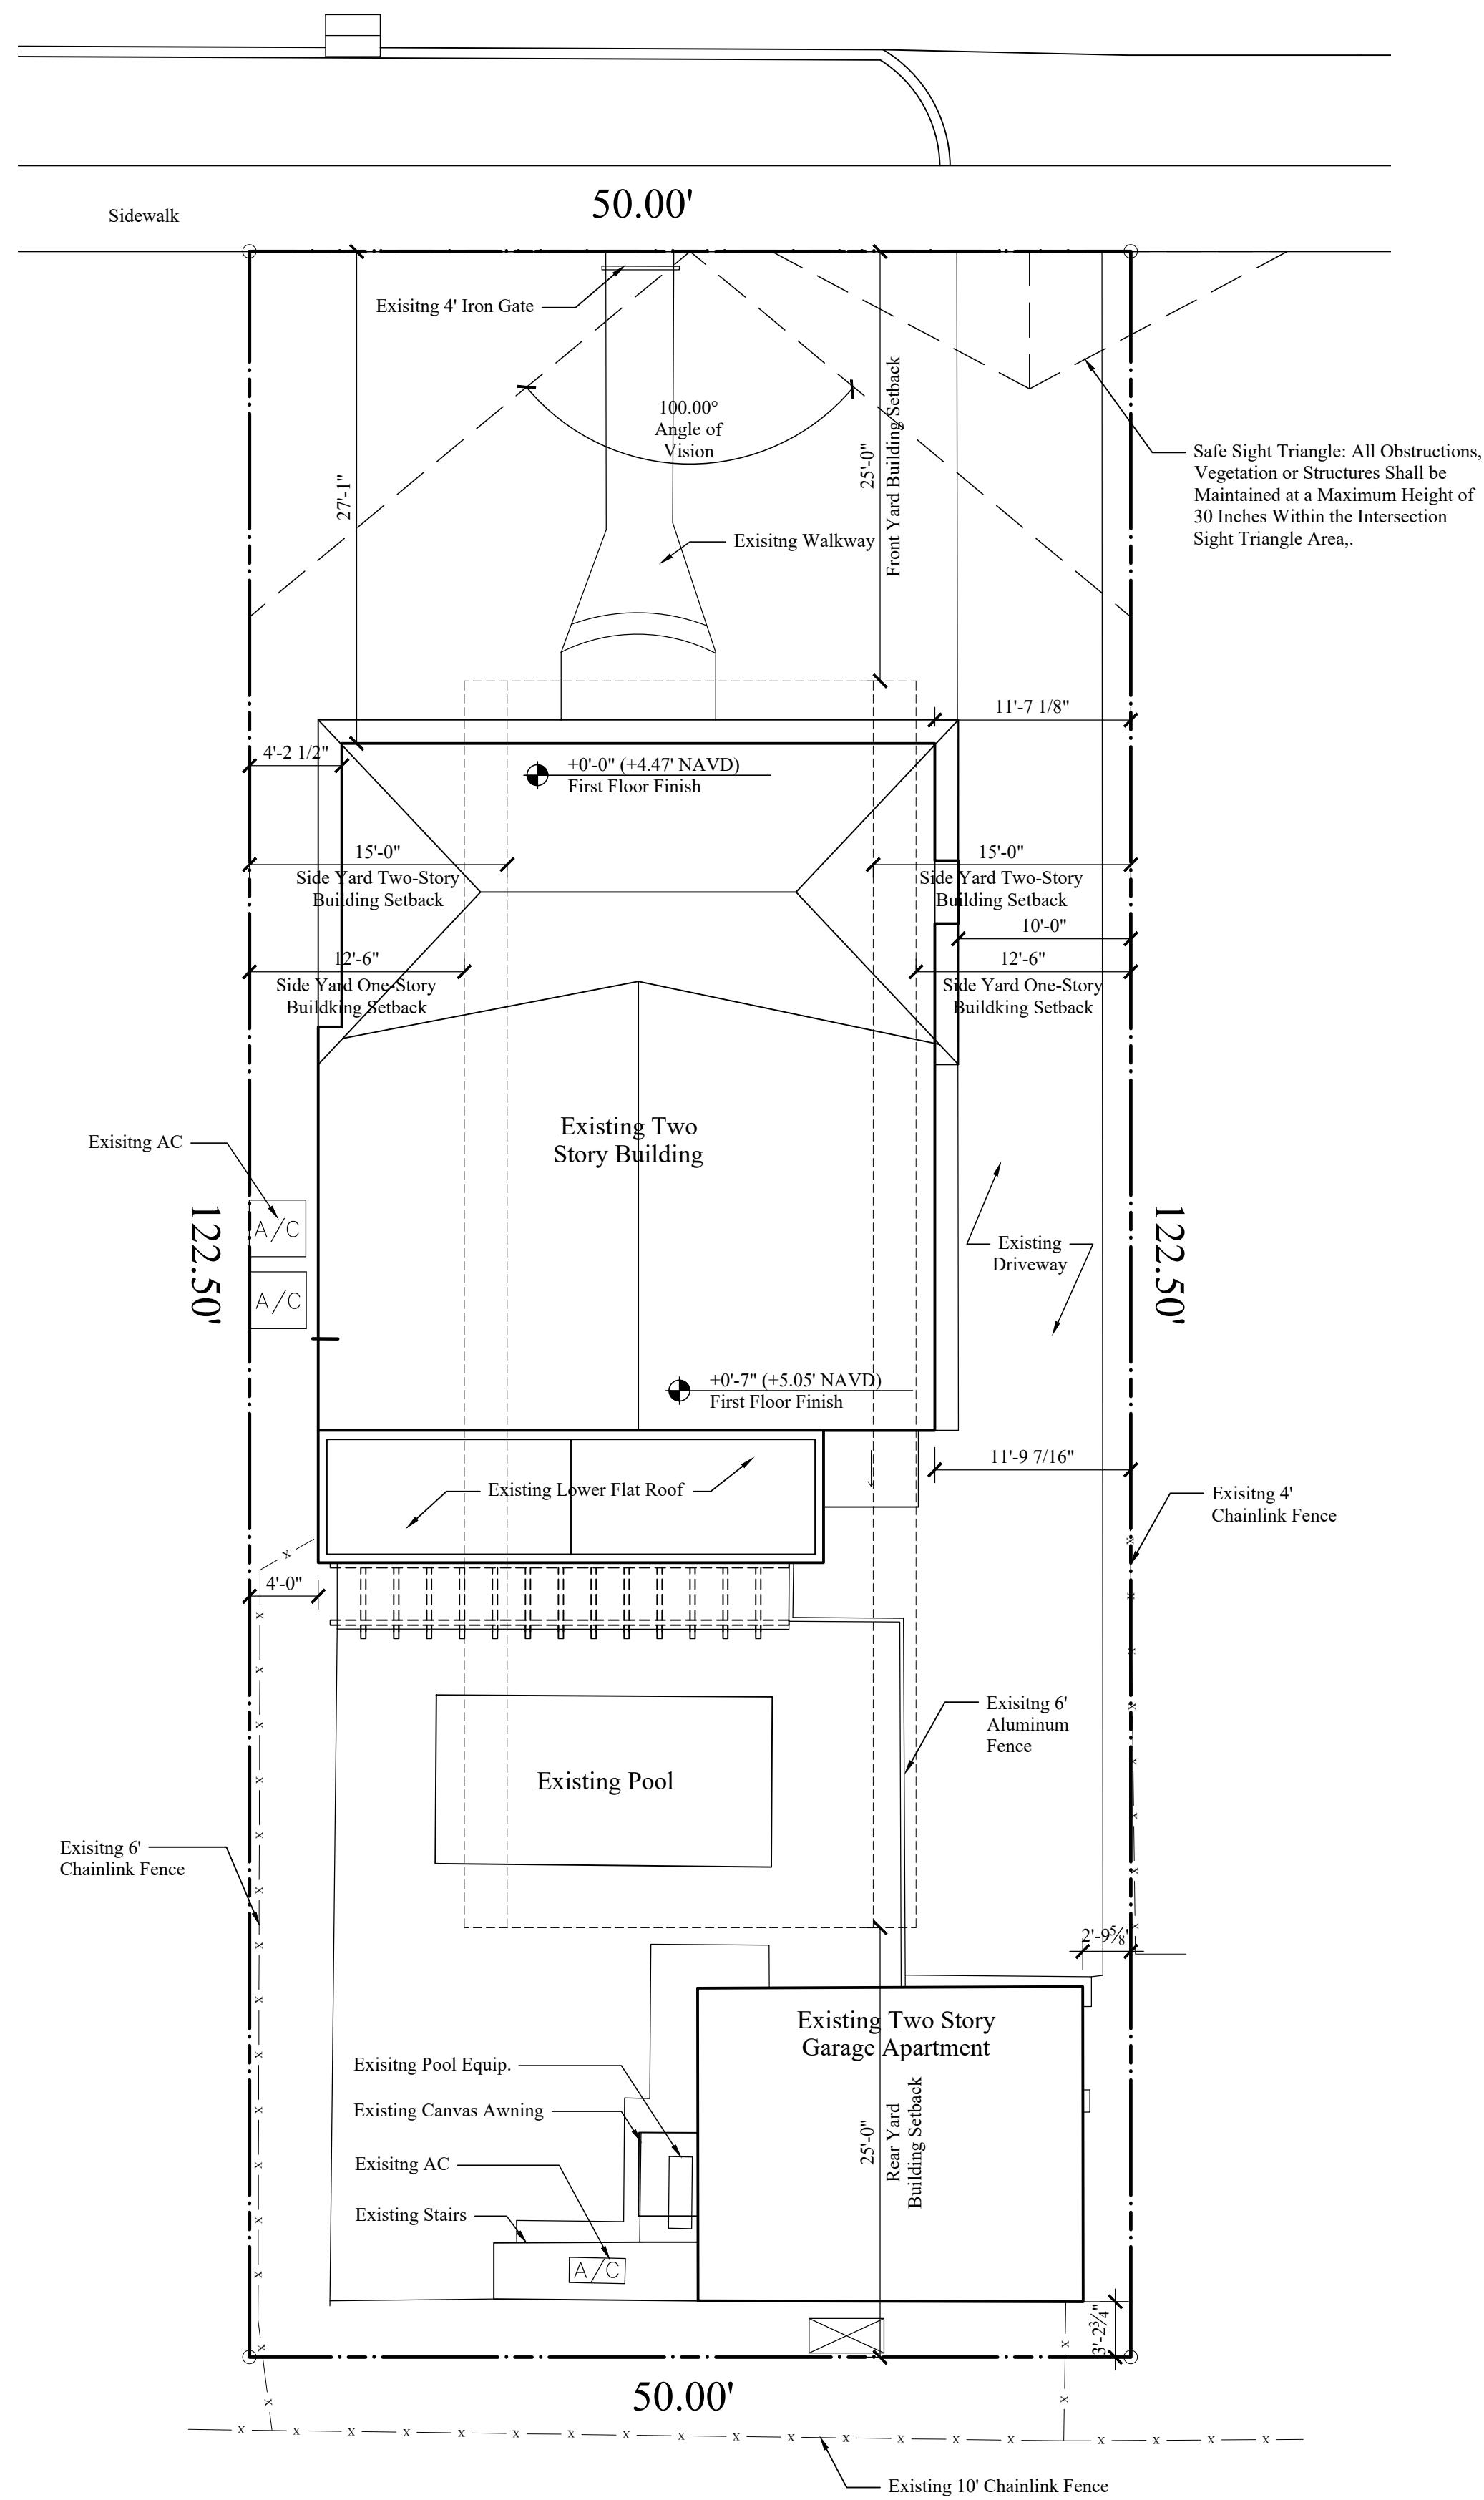 50.00'
Sidewalk
Exisitng 4' Iron Gate
100.00°
Angle of
Vision
27'-1"
25'-0"
Front Yard Building Setback
Safe Sight Triangle: All Obstructions,
Vegetation or Structures Shall be
Maintained at a Maximum Height of
30 Inches Within the Intersection
Sight Triangle Area,.
Exisitng Walkway
11'-7 1/8"
4'-2 1/2"
+0'-0" (+4.47' NAVD)
First Floor Finish
15'-0"
Side Yard Two-Story
Building Setback
15'-0"
Side Yard Two-Story
Building Setback
10'-0"
12'-6"
Side Yard One-Story
Buildking Setback
12'-6"
Side Yard One-Story
Buildking Setback
Existing Two
Story Building
Exisitng AC
A/C
A/C
122.50'
122.50'
Existing
Driveway
+0'-7" (+5.05' NAVD)
First Floor Finish
11'-9 7/16"
Existing Lower Flat Roof
Exisitng 4'
Chainlink Fence
4'-0"
Exisitng 6'
Aluminum
Fence
Existing Pool
Exisitng 6'
Chainlink Fence
2'-9⅝"
Existing Two Story
Garage Apartment
Exisitng Pool Equip.
Existing Canvas Awning
Exisitng AC
Existing Stairs
A/C
25'-0"
Rear Yard
Building Setback
3'-2¾"
50.00'
Existing 10' Chainlink Fence